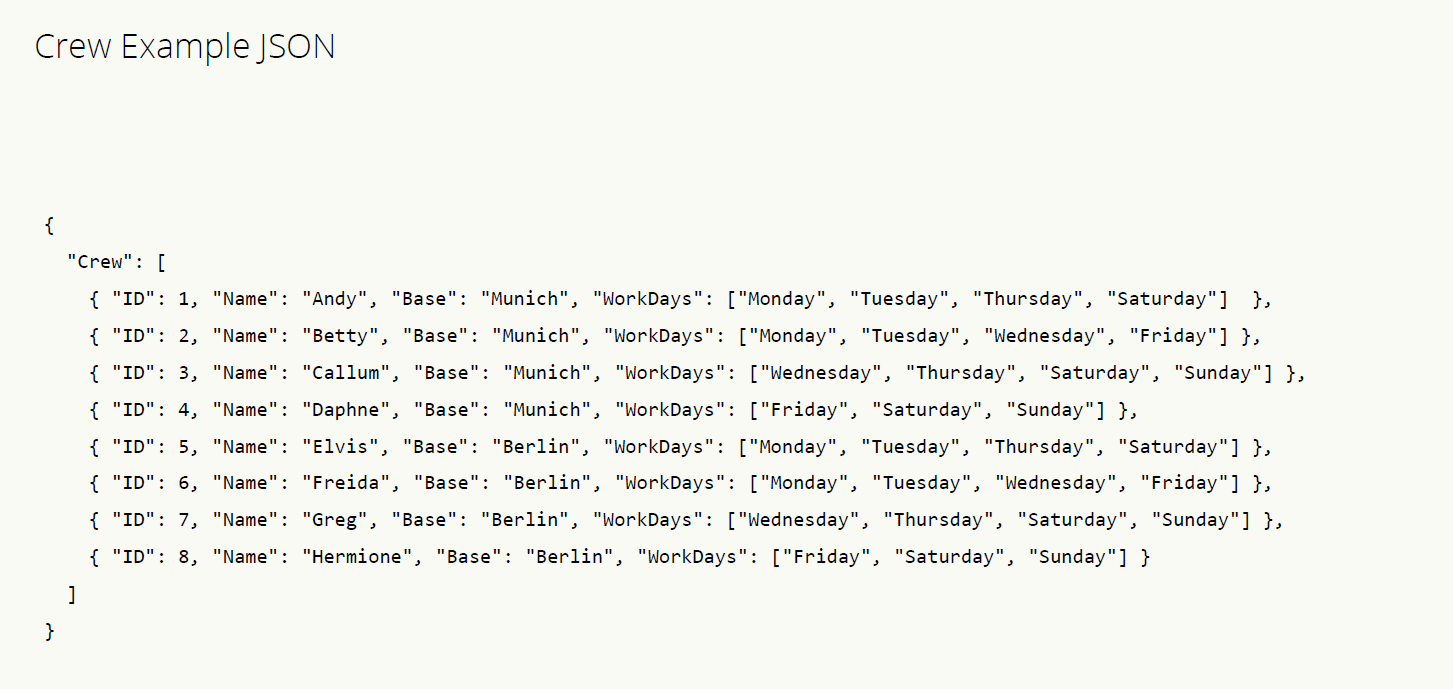 Crew Example JSON
{
"Crew": [
{ "ID": 1, "Name": "Andy", "Base": "Munich", "WorkDays": ["Monday", "Tuesday", "Thursday", "Saturday"]  },
{ "ID": 2, "Name": "Betty", "Base": "Munich", "WorkDays": ["Monday", "Tuesday", "Wednesday", "Friday"] },
{ "ID": 3, "Name": "Callum", "Base": "Munich", "WorkDays": ["Wednesday", "Thursday", "Saturday", "Sunday"] },
{ "ID": 4, "Name": "Daphne", "Base": "Munich", "WorkDays": ["Friday", "Saturday", "Sunday"] },
{ "ID": 5, "Name": "Elvis", "Base": "Berlin", "WorkDays": ["Monday", "Tuesday", "Thursday", "Saturday"] },
{ "ID": 6, "Name": "Freida", "Base": "Berlin", "WorkDays": ["Monday", "Tuesday", "Wednesday", "Friday"] },
{ "ID": 7, "Name": "Greg", "Base": "Berlin", "WorkDays": ["Wednesday", "Thursday", "Saturday", "Sunday"] },
{ "ID": 8, "Name": "Hermione", "Base": "Berlin", "WorkDays": ["Friday", "Saturday", "Sunday"] }
]
}